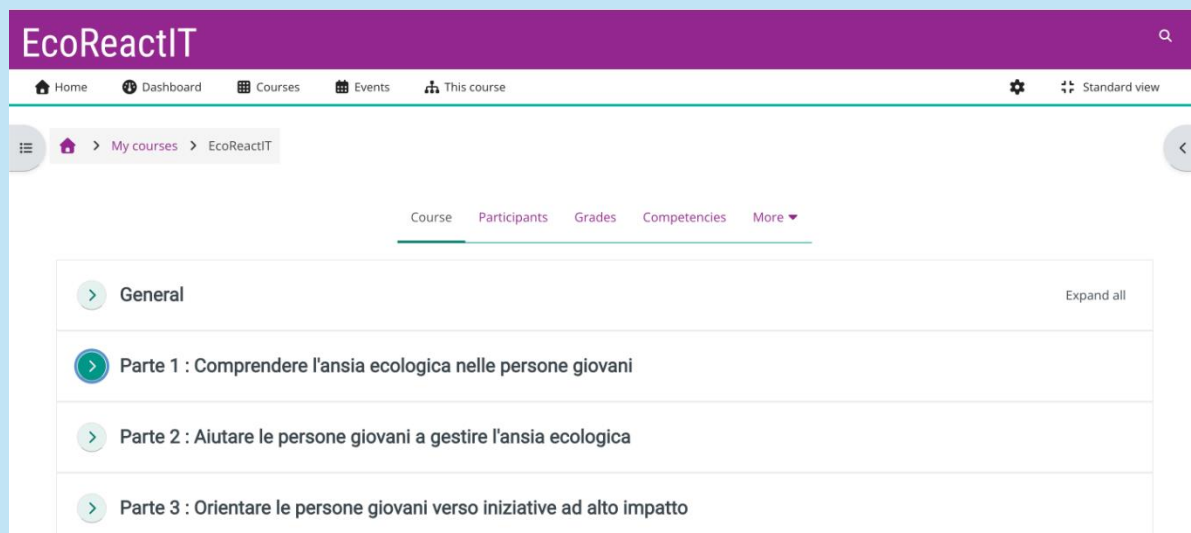 EcoReactIT
Home Dashboard Courses Events This course Standard view
My courses > EcoReactIT
Course Participants Grades Competencies More
General Expand all
Parte 1 : Comprendere l'ansia ecologica nelle persone giovani
Parte 2 : Aiutare le persone giovani a gestire l'ansia ecologica
Parte 3 : Orientare le persone giovani verso iniziative ad alto impatto